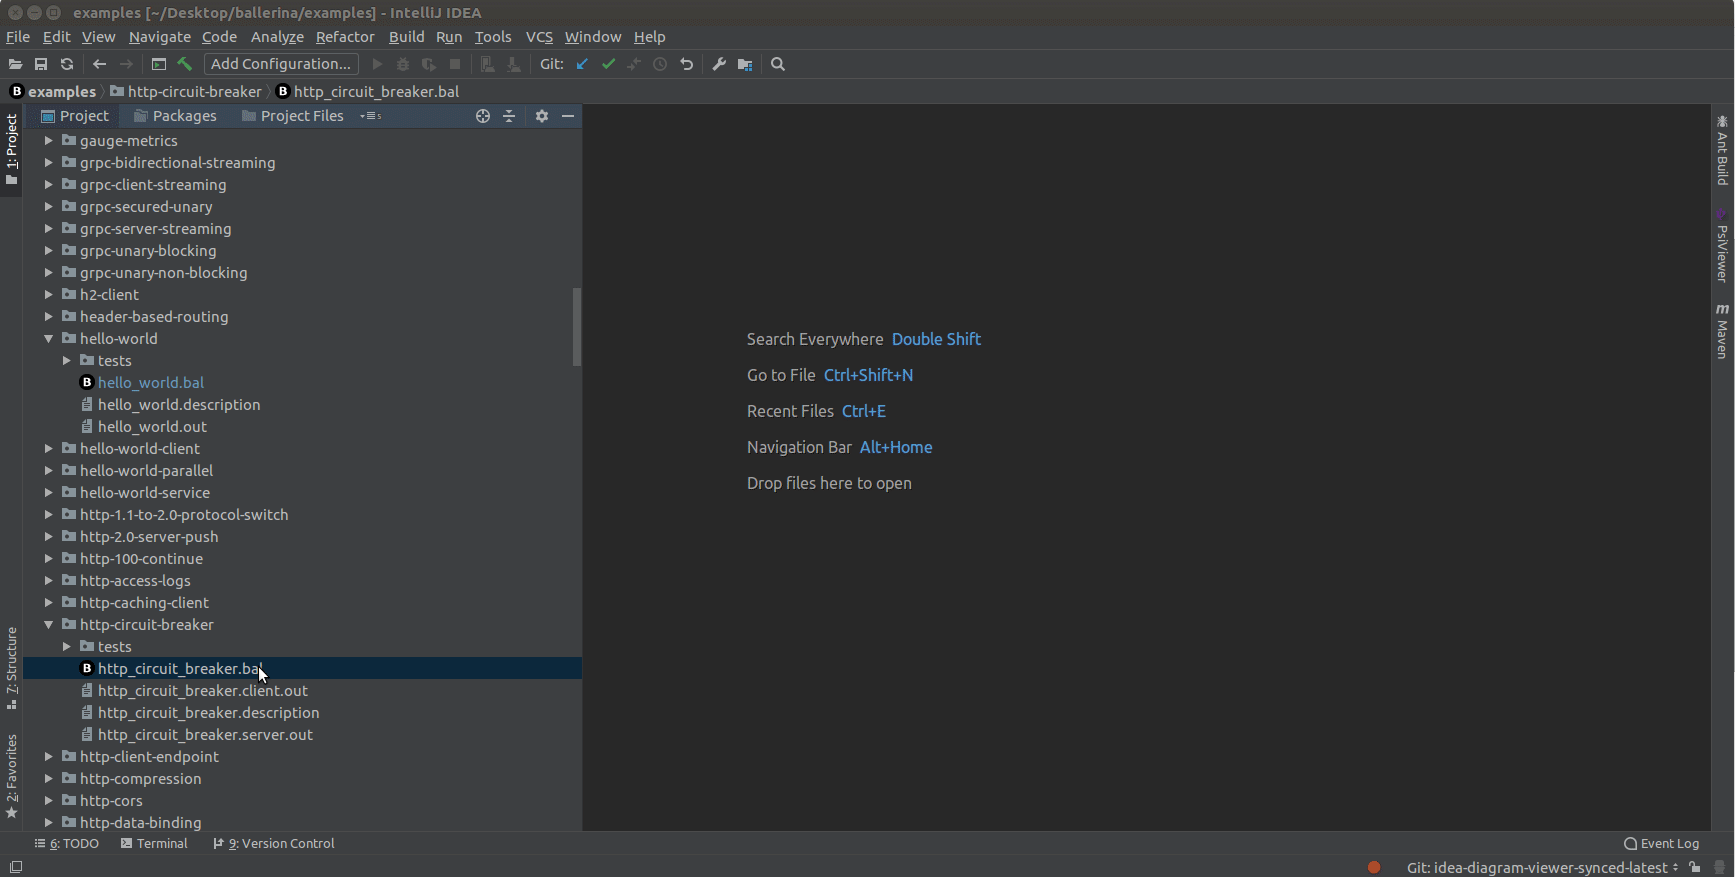 examples [~/Desktop/ballerina/examples] - IntelliJ IDEA
File Edit View Navigate Code Analyze Refactor Build Run Tools VCS Window Help
Add Configuration... Git:
B examples http-circuit-breaker B http_circuit_breaker.bal
1: Project
Project Packages Project Files
gauge-metrics
grpc-bidirectional-streaming
grpc-client-streaming
grpc-secured-unary
grpc-server-streaming
grpc-unary-blocking
grpc-unary-non-blocking
h2-client
header-based-routing
hello-world
tests
B hello_world.bal
hello_world.description
hello_world.out
hello-world-client
hello-world-parallel
hello-world-service
http-1.1-to-2.0-protocol-switch
http-2.0-server-push
http-100-continue
http-access-logs
http-caching-client
http-circuit-breaker
tests
B http_circuit_breaker.bal
http_circuit_breaker.client.out
http_circuit_breaker.description
http_circuit_breaker.server.out
http-client-endpoint
http-compression
http-cors
http-data-binding
7: Structure
2: Favorites
Search Everywhere Double Shift
Go to File Ctrl+Shift+N
Recent Files Ctrl+E
Navigation Bar Alt+Home
Drop files here to open
Ant Build
PsiViewer
m Maven
6: TODO Terminal 9: Version Control Event Log
Git: idea-diagram-viewer-synced-latest